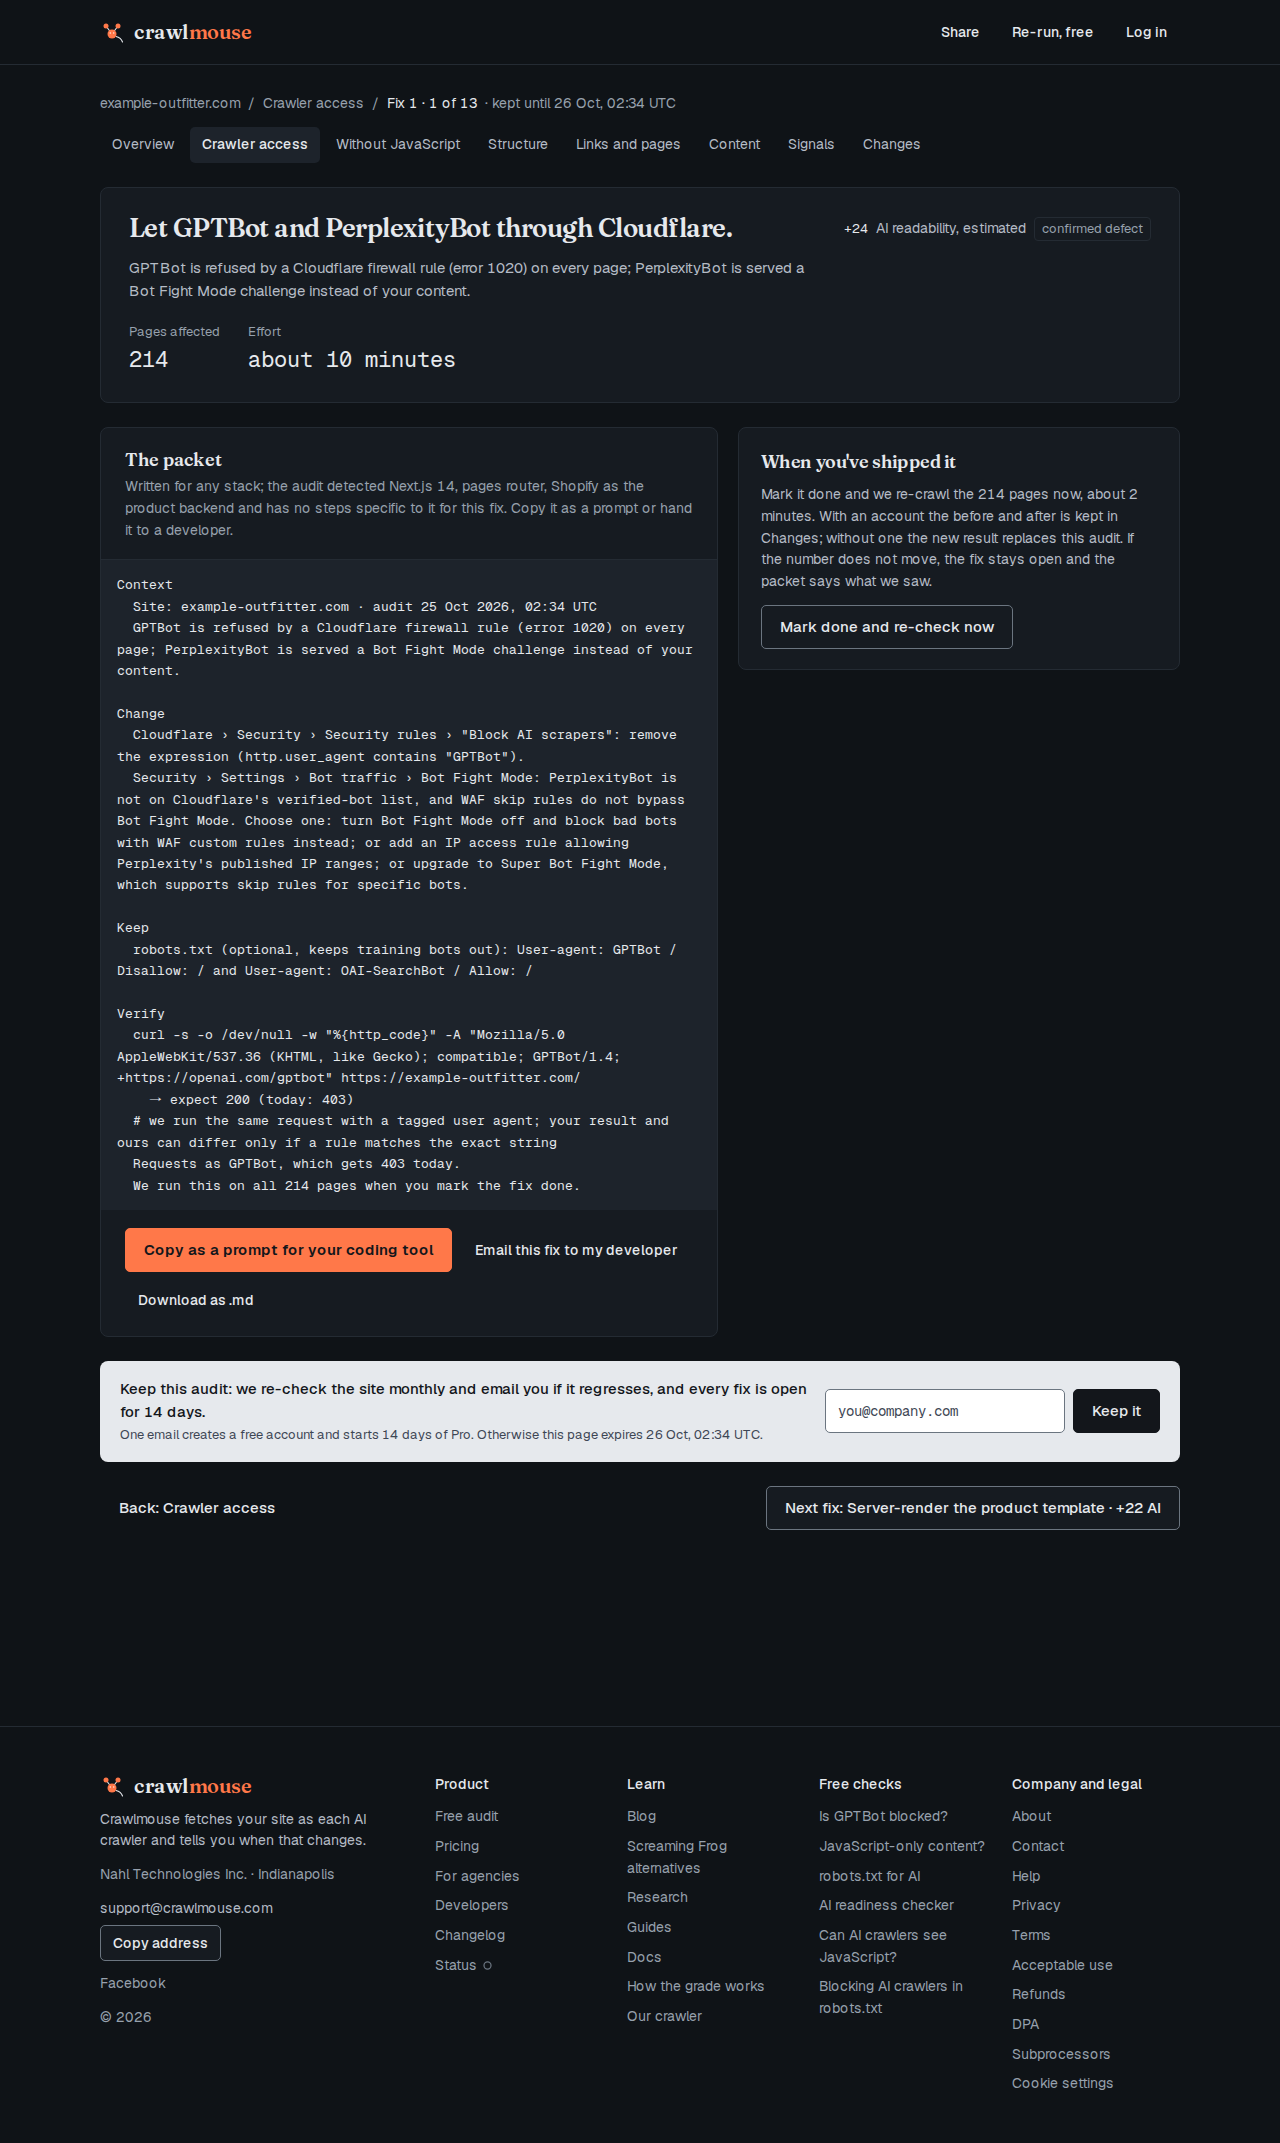 crawlmouse
Share Re-run, free Log in
example-outfitter.com / Crawler access / Fix 1 · 1 of 13 · kept until 26 Oct, 02:34 UTC
Overview Crawler access Without JavaScript Structure Links and pages Content Signals Changes
Let GPTBot and PerplexityBot through Cloudflare.
+24 AI readability, estimated confirmed defect
GPTBot is refused by a Cloudflare firewall rule (error 1020) on every page; PerplexityBot is served a
Bot Fight Mode challenge instead of your content.
Pages affected Effort
214 about 10 minutes
The packet
Written for any stack; the audit detected Next.js 14, pages router, Shopify as the
product backend and has no steps specific to it for this fix. Copy it as a prompt or hand
it to a developer.
Context
Site: example-outfitter.com · audit 25 Oct 2026, 02:34 UTC
GPTBot is refused by a Cloudflare firewall rule (error 1020) on every
page; PerplexityBot is served a Bot Fight Mode challenge instead of your
content.
Change
Cloudflare › Security › Security rules › "Block AI scrapers": remove
the expression (http.user_agent contains "GPTBot").
Security › Settings › Bot traffic › Bot Fight Mode: PerplexityBot is
not on Cloudflare's verified-bot list, and WAF skip rules do not bypass
Bot Fight Mode. Choose one: turn Bot Fight Mode off and block bad bots
with WAF custom rules instead; or add an IP access rule allowing
Perplexity's published IP ranges; or upgrade to Super Bot Fight Mode,
which supports skip rules for specific bots.
Keep
robots.txt (optional, keeps training bots out): User-agent: GPTBot /
Disallow: / and User-agent: OAI-SearchBot / Allow: /
Verify
curl -s -o /dev/null -w "%{http_code}" -A "Mozilla/5.0
AppleWebKit/537.36 (KHTML, like Gecko); compatible; GPTBot/1.4;
+https://openai.com/gptbot" https://example-outfitter.com/
→ expect 200 (today: 403)
# we run the same request with a tagged user agent; your result and
ours can differ only if a rule matches the exact string
Requests as GPTBot, which gets 403 today.
We run this on all 214 pages when you mark the fix done.
Copy as a prompt for your coding tool Email this fix to my developer
Download as .md
When you've shipped it
Mark it done and we re-crawl the 214 pages now, about 2
minutes. With an account the before and after is kept in
Changes; without one the new result replaces this audit. If
the number does not move, the fix stays open and the
packet says what we saw.
Mark done and re-check now
Keep this audit: we re-check the site monthly and email you if it regresses, and every fix is open
for 14 days.
One email creates a free account and starts 14 days of Pro. Otherwise this page expires 26 Oct, 02:34 UTC.
you@company.com Keep it
Back: Crawler access Next fix: Server-render the product template · +22 AI
crawlmouse
Crawlmouse fetches your site as each AI
crawler and tells you when that changes.
Nahl Technologies Inc. · Indianapolis
support@crawlmouse.com
Copy address
Facebook
© 2026
Product
Free audit
Pricing
For agencies
Developers
Changelog
Status
Learn
Blog
Screaming Frog
alternatives
Research
Guides
Docs
How the grade works
Our crawler
Free checks
Is GPTBot blocked?
JavaScript-only content?
robots.txt for AI
AI readiness checker
Can AI crawlers see
JavaScript?
Blocking AI crawlers in
robots.txt
Company and legal
About
Contact
Help
Privacy
Terms
Acceptable use
Refunds
DPA
Subprocessors
Cookie settings